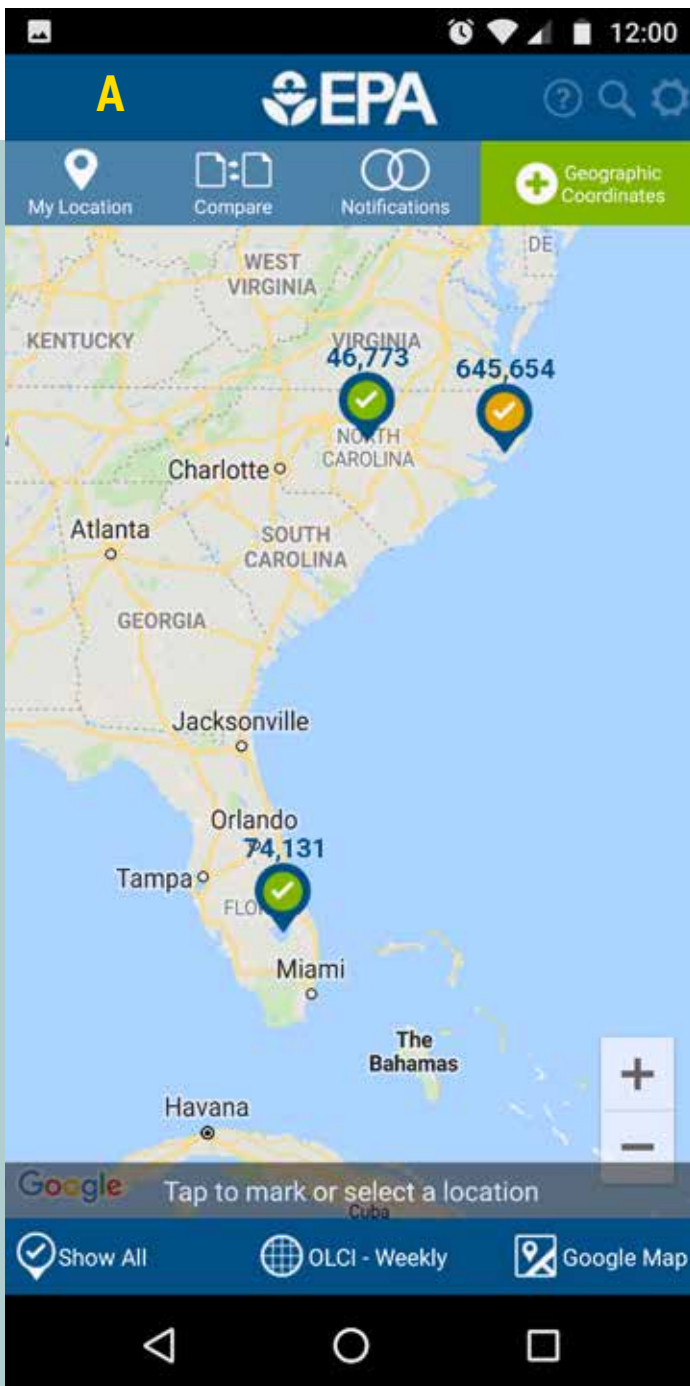 12:00
A
EPA
My Location
Compare
Notifications
Geographic
Coordinates
DE
WEST
VIRGINIA
KENTUCKY
VIRGINIA
46,773
645,654
NORTH
CAROLINA
Charlotte
Atlanta
SOUTH
CAROLINA
GEORGIA
Jacksonville
Orlando
74,131
Tampa
FLO
Miami
The
Bahamas
Havana
+
−
Google
Tap to mark or select a location
Cuba
Show All
OLCI - Weekly
Google Map